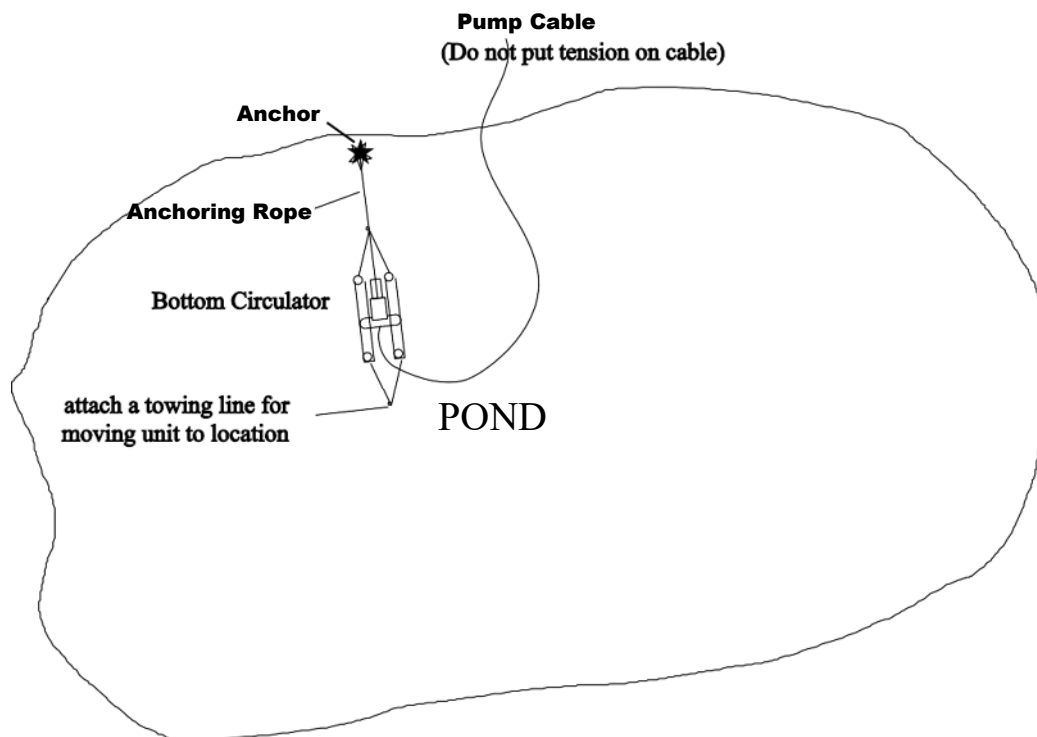 Pump Cable
(Do not put tension on cable)
Anchor
Anchoring Rope
Bottom Circulator
attach a towing line for
moving unit to location
POND